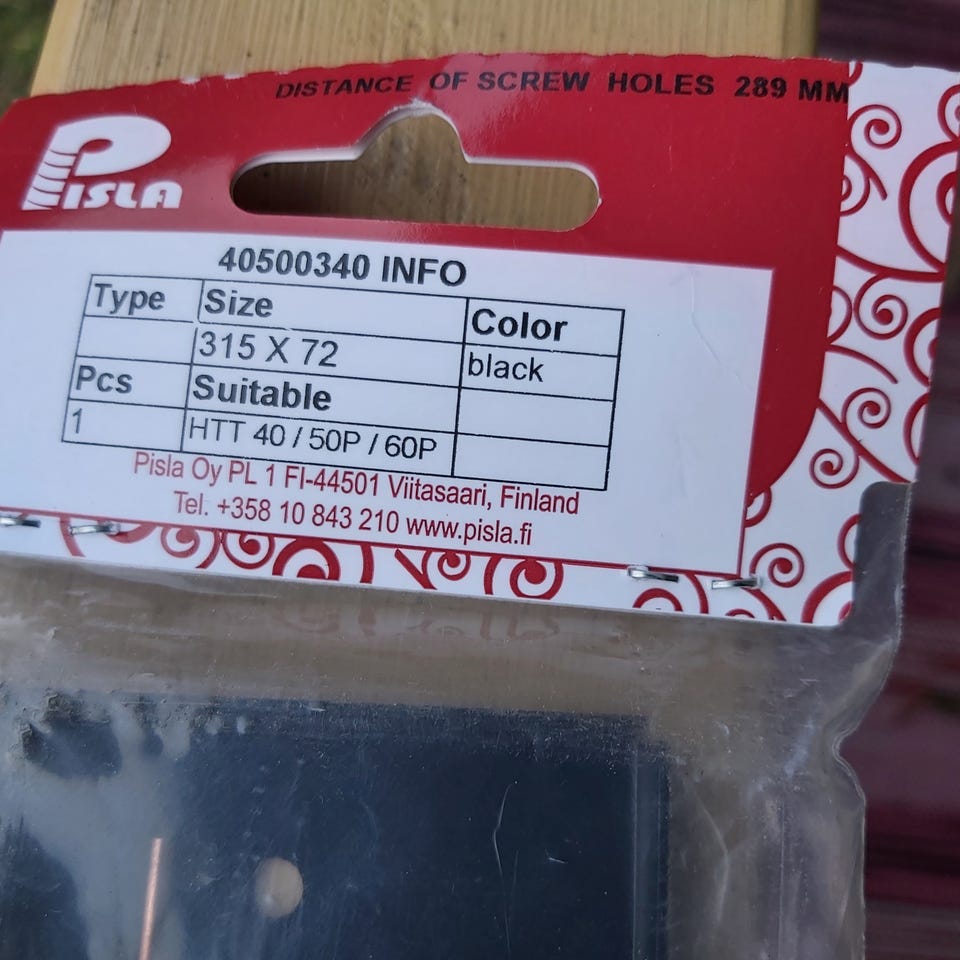 DISTANCE OF SCREW HOLES 289 MM
PISLA
40500340 INFO
Type Size Color
315 X 72 black
Pcs Suitable
1 HTT 40 / 50P / 60P
Pisla Oy PL 1 FI-44501 Viitasaari, Finland
Tel. +358 10 843 210 www.pisla.fi